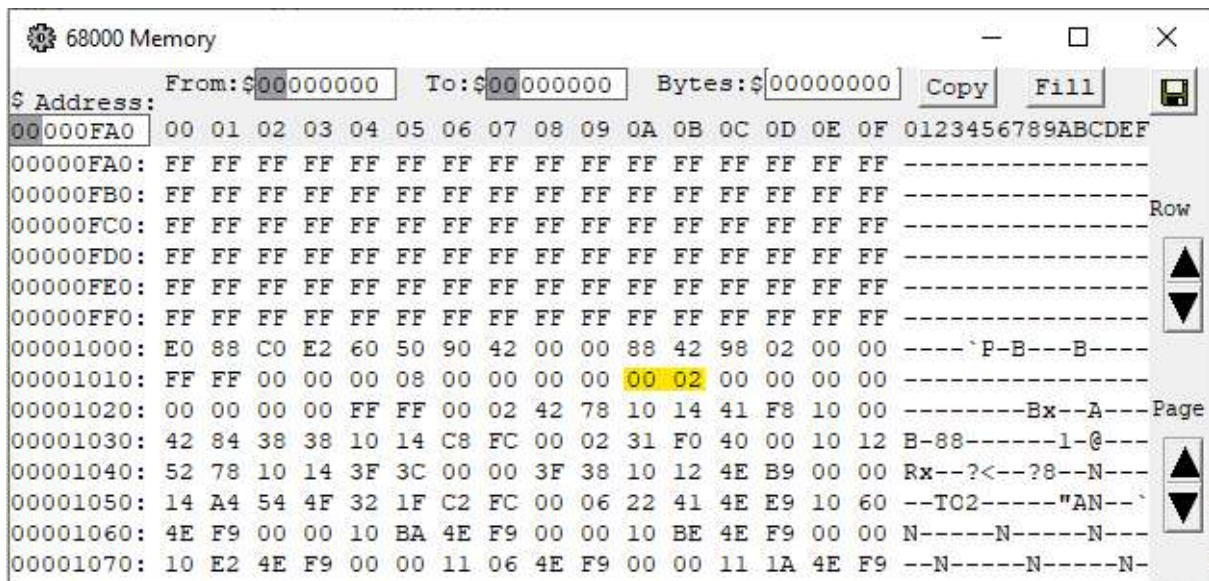 68000 Memory
From:$00000000 To:$00000000 Bytes:$00000000 Copy Fill
$ Address:
00000FA0 00 01 02 03 04 05 06 07 08 09 0A 0B 0C 0D 0E 0F 0123456789ABCDEF
00000FA0: FF FF FF FF FF FF FF FF FF FF FF FF FF FF FF FF ----------------
00000FB0: FF FF FF FF FF FF FF FF FF FF FF FF FF FF FF FF ----------------
Row
00000FC0: FF FF FF FF FF FF FF FF FF FF FF FF FF FF FF FF ----------------
00000FD0: FF FF FF FF FF FF FF FF FF FF FF FF FF FF FF FF ----------------
00000FE0: FF FF FF FF FF FF FF FF FF FF FF FF FF FF FF FF ----------------
00000FF0: FF FF FF FF FF FF FF FF FF FF FF FF FF FF FF FF ----------------
00001000: E0 88 C0 E2 60 50 90 42 00 00 88 42 98 02 00 00 ----`P-B---B----
00001010: FF FF 00 00 00 08 00 00 00 00 00 02 00 00 00 00 ----------------
00001020: 00 00 00 00 FF FF 00 02 42 78 10 14 41 F8 10 00 --------Bx--A---
Page
00001030: 42 84 38 38 10 14 C8 FC 00 02 31 F0 40 00 10 12 B-88------1-@---
00001040: 52 78 10 14 3F 3C 00 00 3F 38 10 12 4E B9 00 00 Rx--?<--?8--N---
00001050: 14 A4 54 4F 32 1F C2 FC 00 06 22 41 4E E9 10 60 --TO2-----"AN--`
00001060: 4E F9 00 00 10 BA 4E F9 00 00 10 BE 4E F9 00 00 N-----N-----N---
00001070: 10 E2 4E F9 00 00 11 06 4E F9 00 00 11 1A 4E F9 --N-----N-----N-